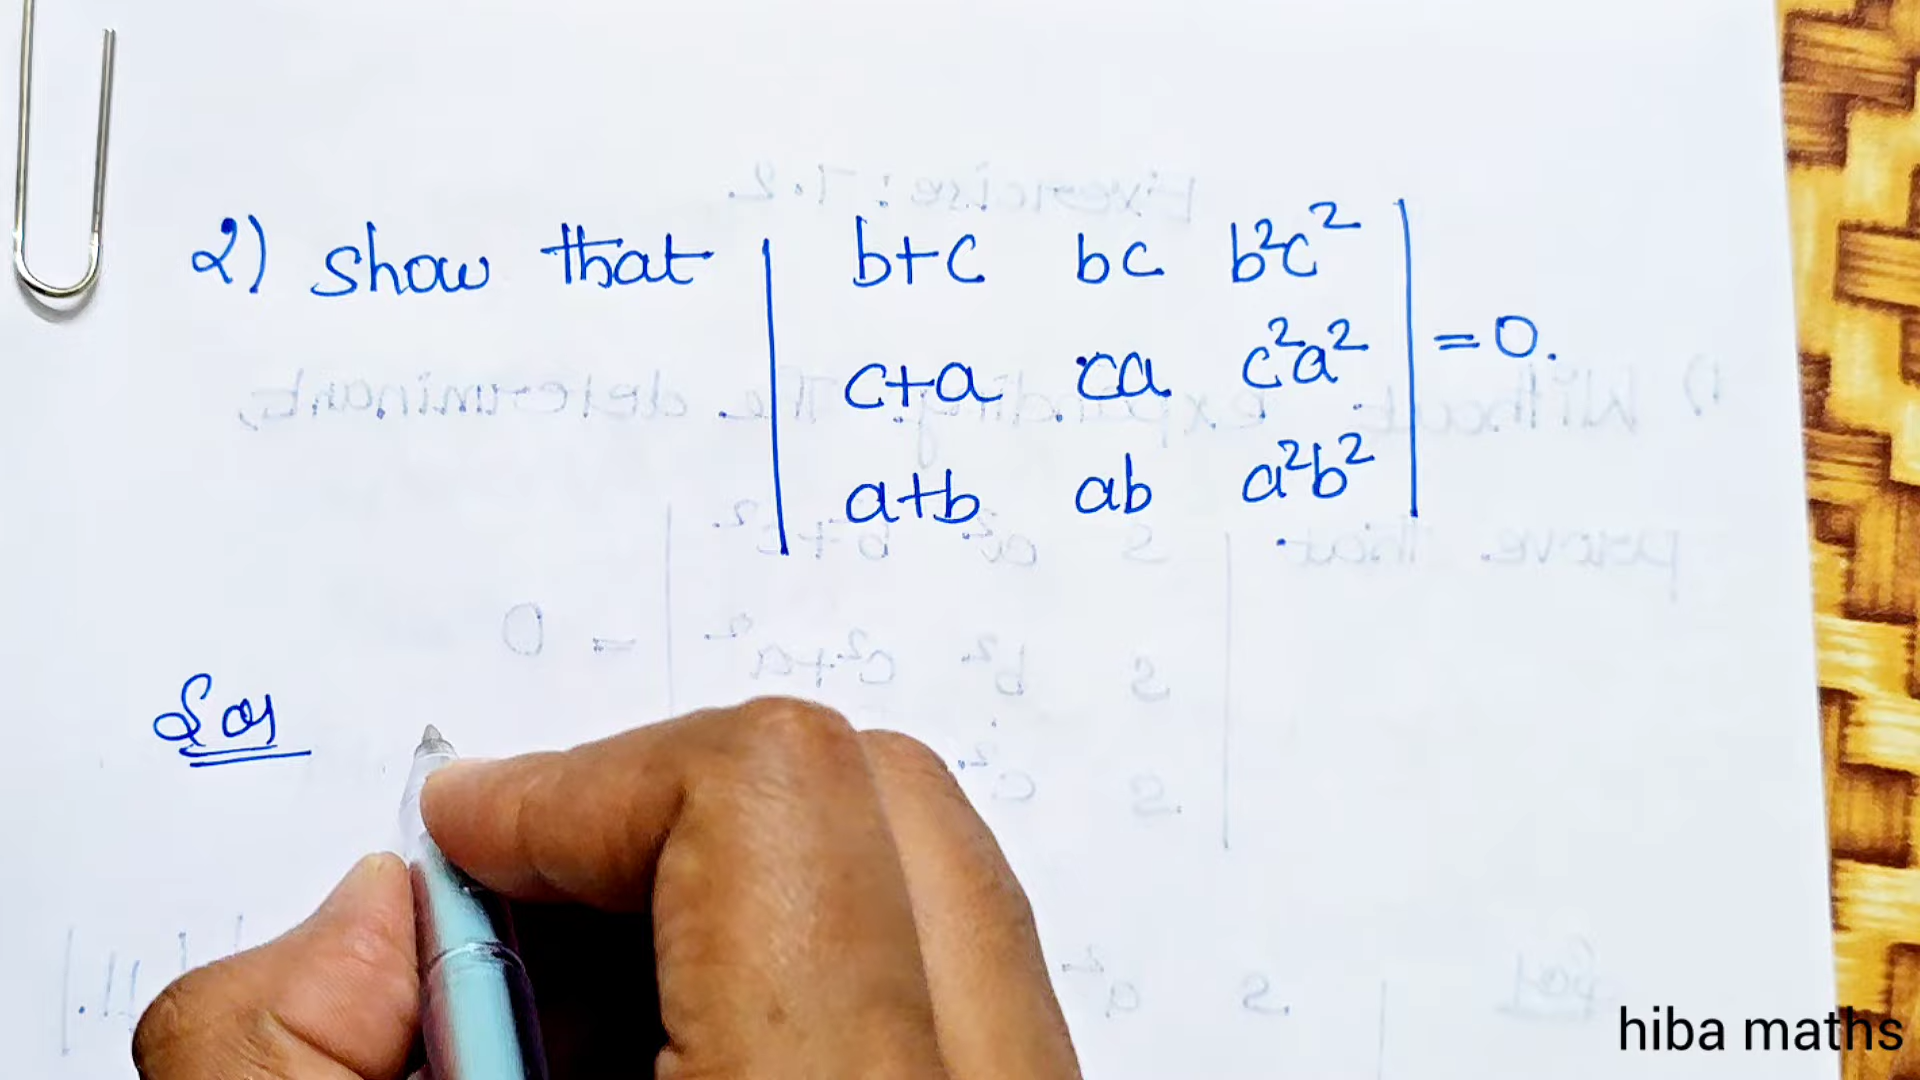 2) show that | b+c bc b²c² |
| c+a ca c²a² | = 0.
| a+b ab a²b² |
Sol
hiba maths